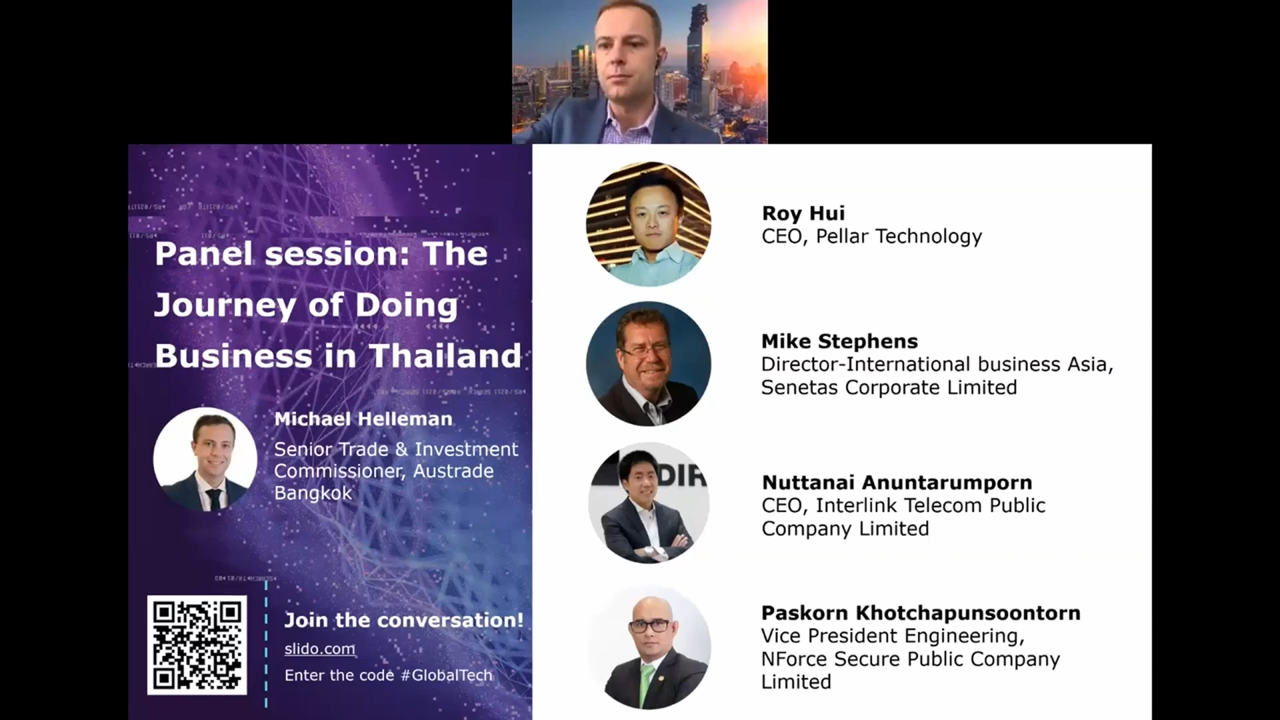 Panel session: The
Journey of Doing
Business in Thailand
Michael Helleman
Senior Trade & Investment
Commissioner, Austrade
Bangkok
Join the conversation!
slido.com
Enter the code #GlobalTech
Roy Hui
CEO, Pellar Technology
Mike Stephens
Director-International business Asia,
Senetas Corporate Limited
DIR
Nuttanai Anuntarumporn
CEO, Interlink Telecom Public
Company Limited
Paskorn Khotchapunsoontorn
Vice President Engineering,
NForce Secure Public Company
Limited